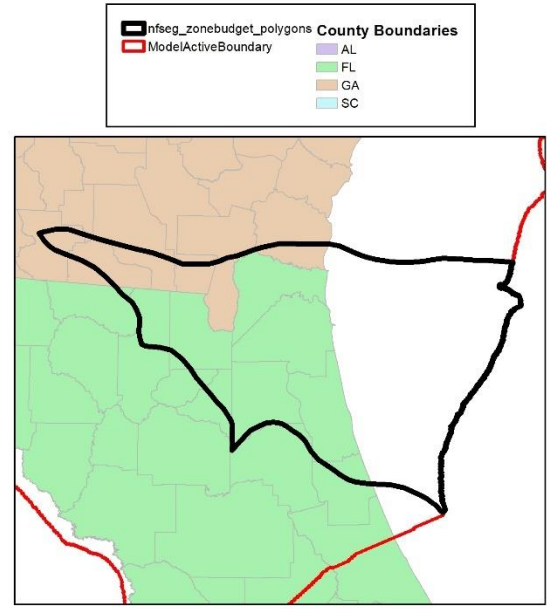 nfseg_zonebudget_polygons
ModelActiveBoundary
County Boundaries
AL
FL
GA
SC